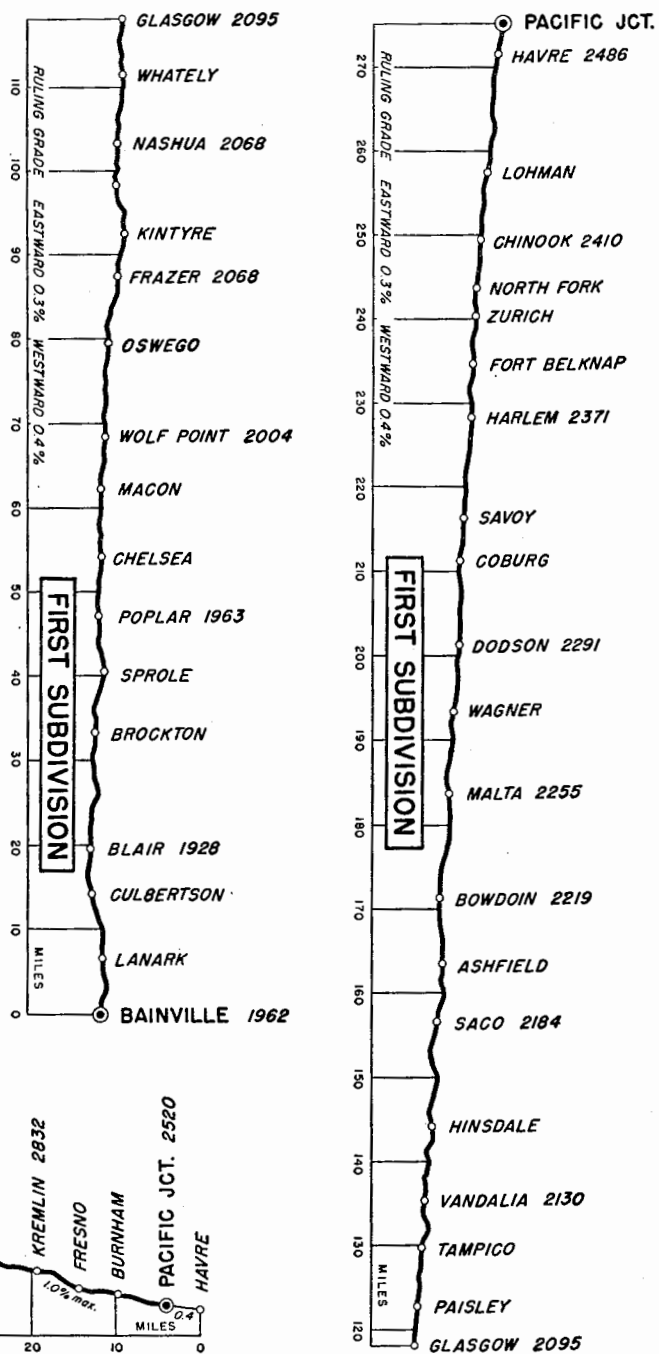 GLASGOW 2095
WHATELY
NASHUA 2068
KINTYRE
FRAZER 2068
OSWEGO
WOLF POINT 2004
MACON
CHELSEA
POPLAR 1963
SPROLE
BROCKTON
BLAIR 1928
CULBERTSON
LANARK
BAINVILLE 1962
110
100
90
80
70
60
50
40
30
20
10
0
RULING GRADE EASTWARD 0.3% WESTWARD 0.4%
FIRST SUBDIVISION
MILES
PACIFIC JCT.
HAVRE 2486
LOHMAN
CHINOOK 2410
NORTH FORK
ZURICH
FORT BELKNAP
HARLEM 2371
SAVOY
COBURG
DODSON 2291
WAGNER
MALTA 2255
BOWDOIN 2219
ASHFIELD
SACO 2184
HINSDALE
VANDALIA 2130
TAMPICO
PAISLEY
GLASGOW 2095
270
260
250
240
230
220
210
200
190
180
170
160
150
140
130
120
RULING GRADE EASTWARD 0.3% WESTWARD 0.4%
FIRST SUBDIVISION
MILES
KREMLIN 2832
FRESNO
BURNHAM
PACIFIC JCT. 2520
HAVRE
1.0% max.
0.4
MILES
20
10
0